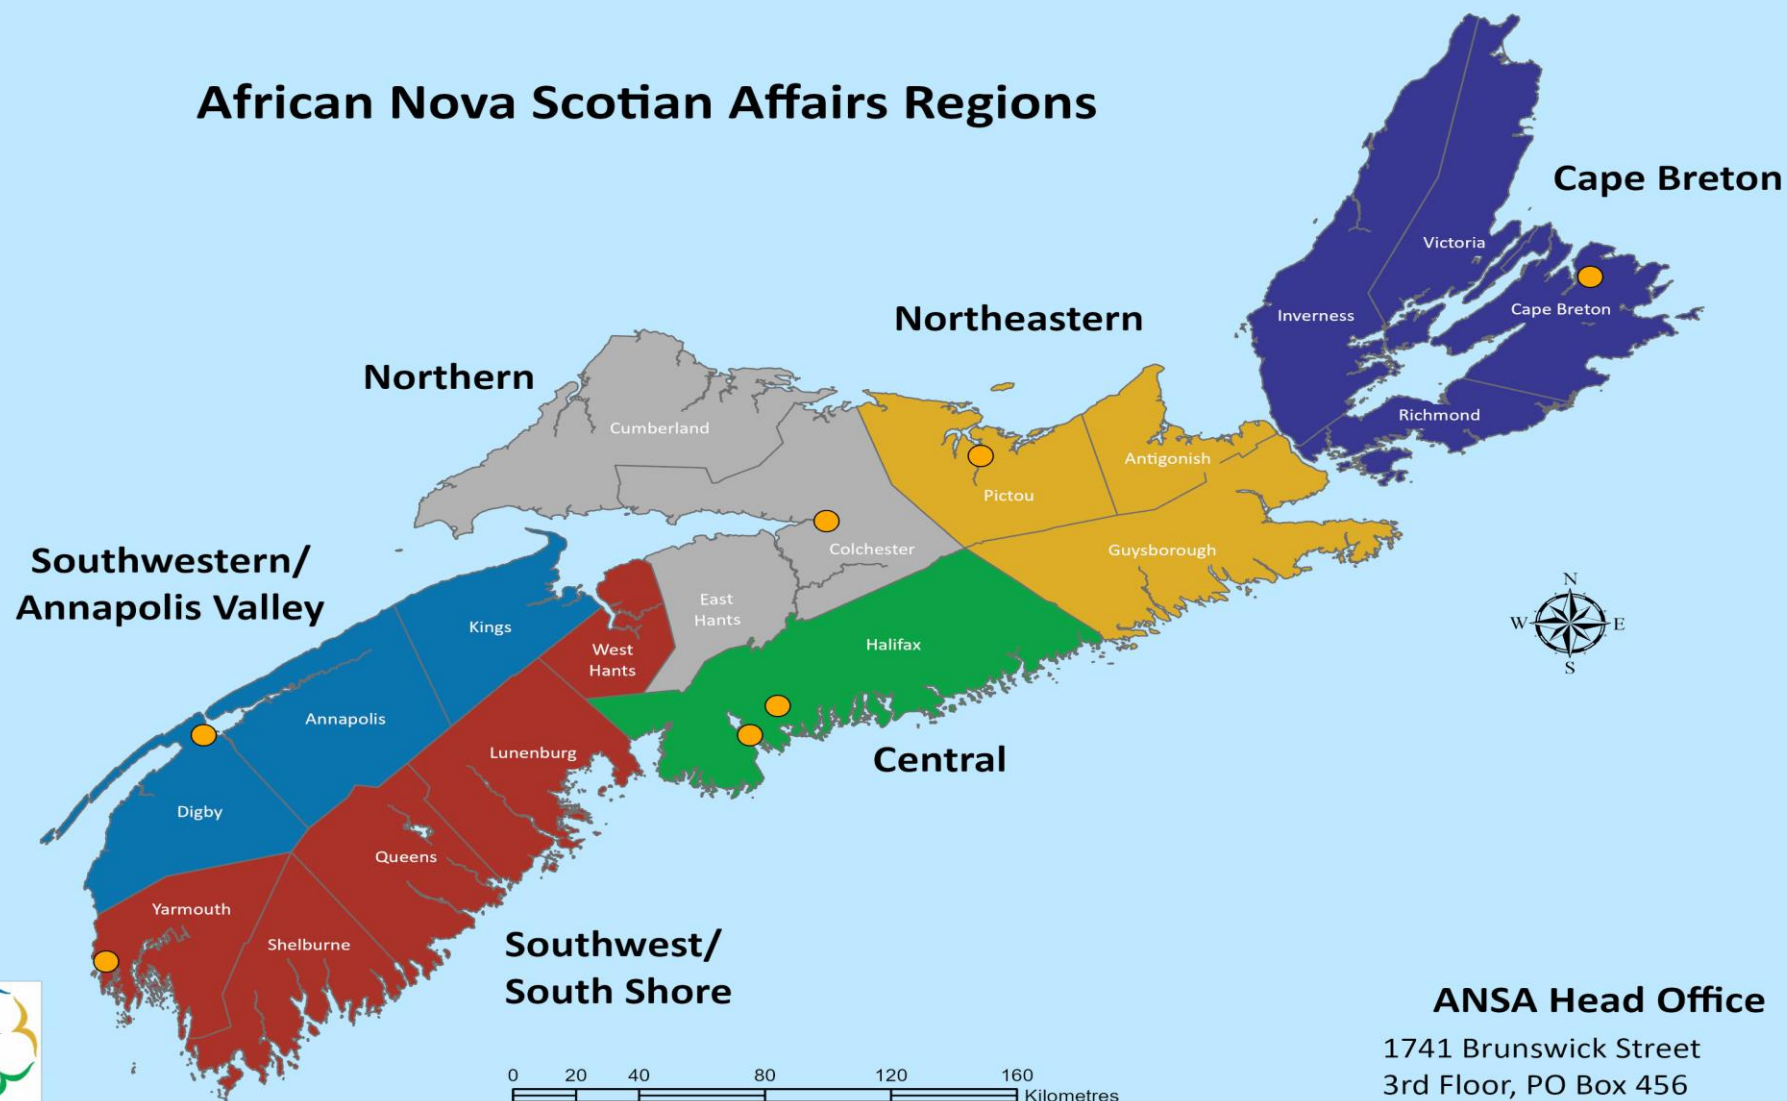 African Nova Scotian Affairs Regions
Cape Breton
Victoria
Inverness
Cape Breton
Richmond
Northeastern
Northern
Cumberland
Antigonish
Pictou
Guysborough
Colchester
East
Hants
Southwestern/
Annapolis Valley
Kings
West
Hants
Halifax
Annapolis
Lunenburg
Central
Digby
Queens
Yarmouth
Shelburne
Southwest/
South Shore
N
W E
S
ANSA Head Office
1741 Brunswick Street
3rd Floor, PO Box 456
0 20 40 80 120 160
Kilometres